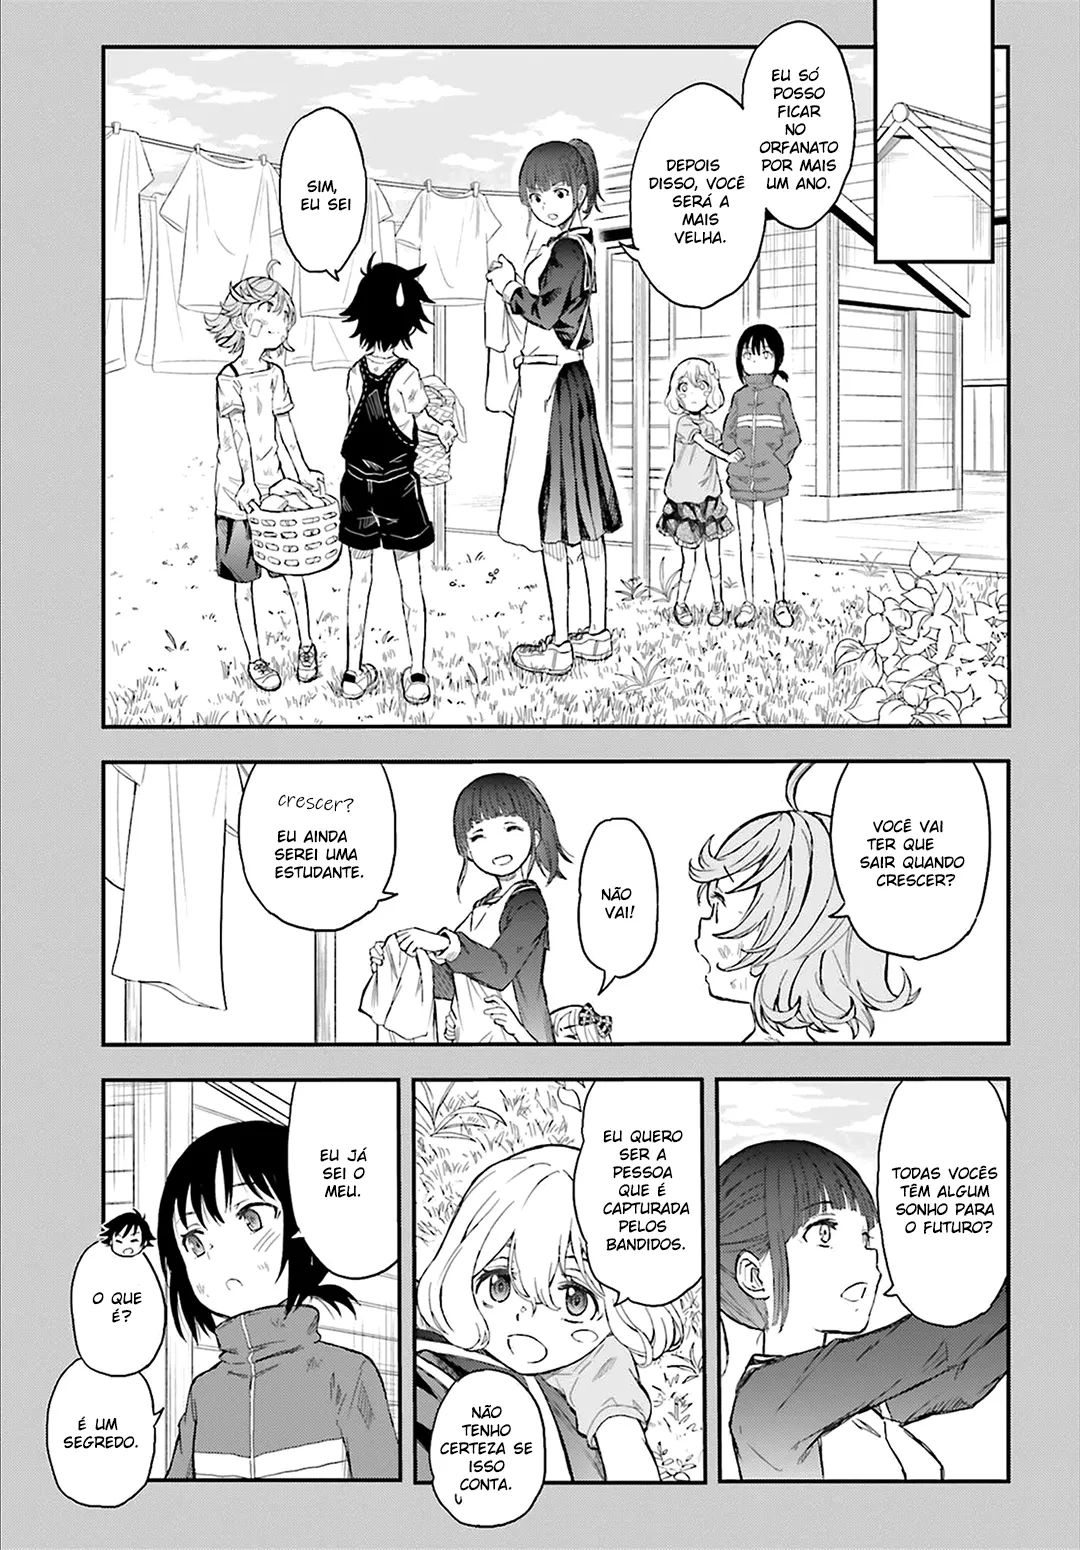 EU SÓ
POSSO
FICAR
NO
ORFANATO
POR MAIS
UM ANO.
DEPOIS
DISSO, VOCÊ
SERÁ A
MAIS
VELHA.
SIM,
EU SEI
VOCÊ VAI
TER QUE
SAIR QUANDO
CRESCER?
NÃO
VAI!
crescer?
EU AINDA
SEREI UMA
ESTUDANTE.
TODAS VOCÊS
TÊM ALGUM
SONHO PARA
O FUTURO?
EU QUERO
SER A
PESSOA
QUE É
CAPTURADA
PELOS
BANDIDOS.
NÃO
TENHO
CERTEZA SE
ISSO
CONTA.
EU JÁ
SEI O
MEU.
O QUE
É?
É UM
SEGREDO.